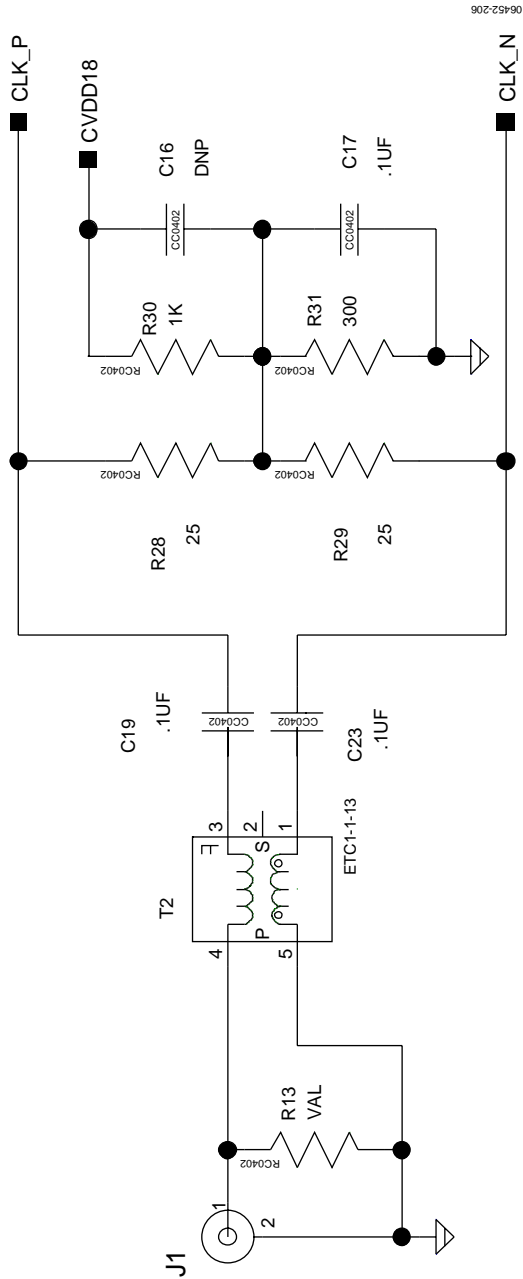 06452-206
CLK_P
CVDD18
CLK_N
C16
DNP
CC0402
C17
.1UF
CC0402
R30
1K
RC0402
R31
300
RC0402
RC0402
RC0402
R28
25
R29
25
C19
.1UF
CC0402
CC0402
C23
.1UF
T2
3
2
1
S
P
4
5
ETC1-1-13
R13
VAL
RC0402
J1
1
2